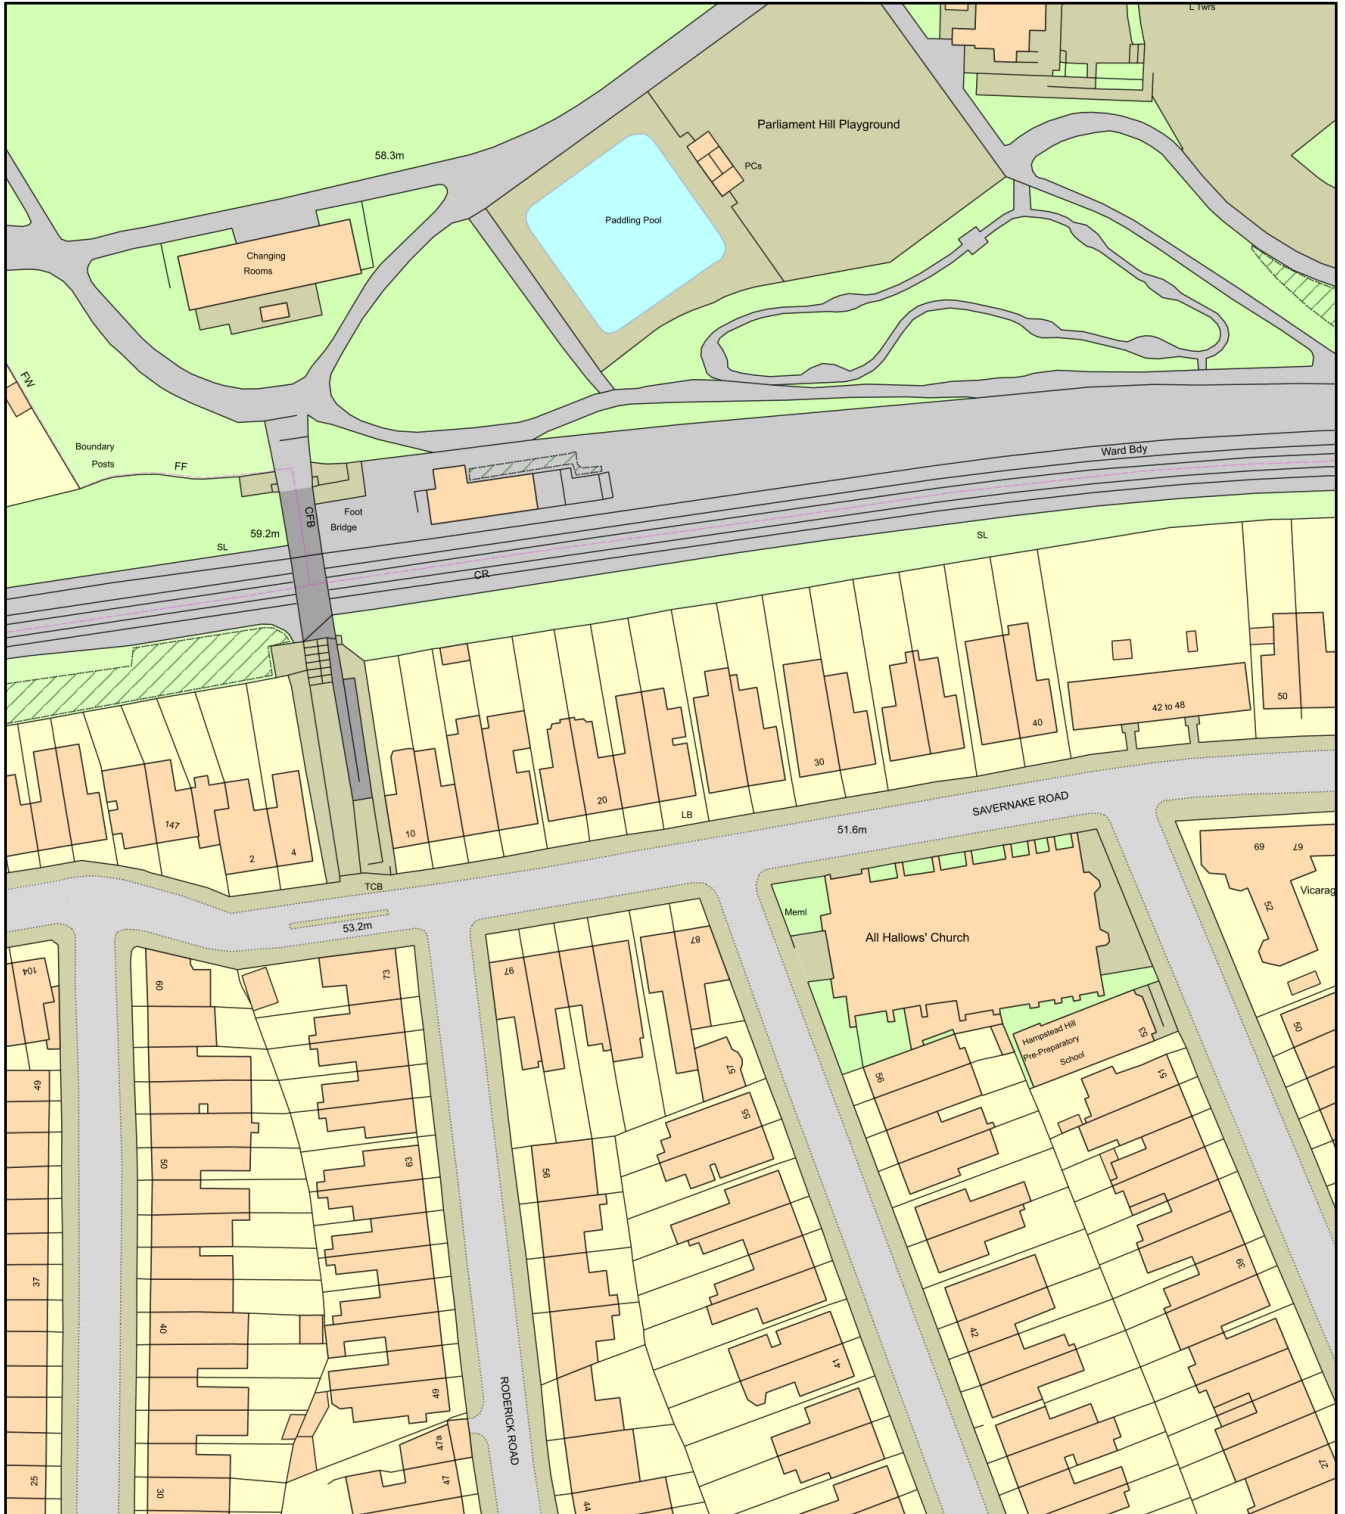 L Twrs
Parliament Hill Playground
58.3m
PCs
Paddling Pool
Changing
Rooms
FW
Boundary
Posts
FF
Ward Bdy
CFB
Foot
Bridge
59.2m
SL
SL
CR
50
42 to 48
40
30
20
LB
10
147
2
4
SAVERNAKE ROAD
51.6m
TCB
53.2m
69
67
52
Vicarag
Meml
All Hallows' Church
104
60
73
97
87
Hampstead Hill
Pre-Preparatory
School
53
50
49
57
56
51
55
50
63
56
37
40
42
39
41
49
RODERICK ROAD
47a
47
25
30
44
27